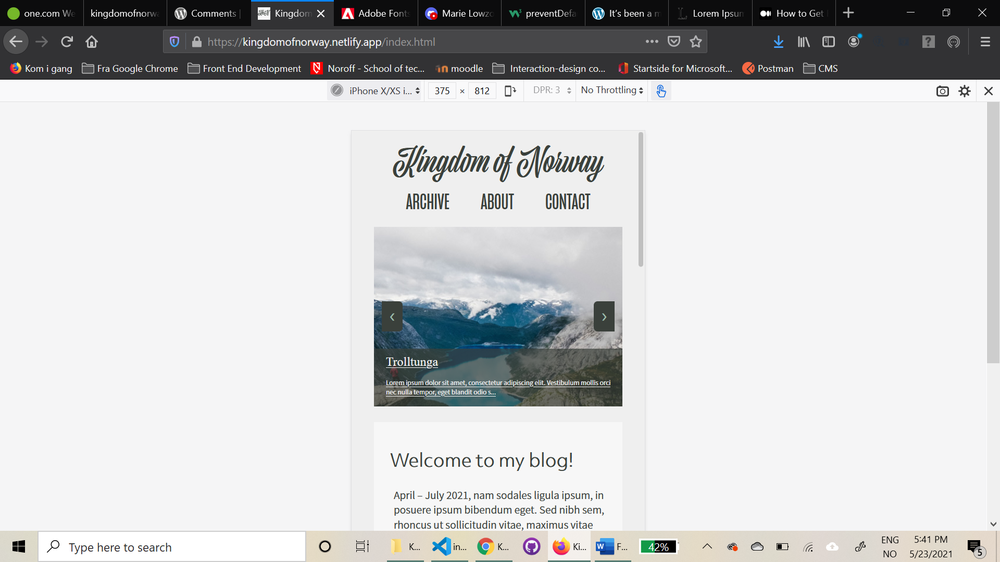 one.com We
kingdomofnorwa
Comments |
Kingdom
Adobe Fonts
Marie Lowzo
preventDefa
It's been a m
Lorem Ipsum
How to Get
https://kingdomofnorway.netlify.app/index.html
Kom i gang
Fra Google Chrome
Front End Development
Noroff - School of tec...
moodle
Interaction-design co...
Startside for Microsoft...
Postman
CMS
iPhone X/XS i...
375 × 812
DPR: 3
No Throttling
Kingdom of Norway
ARCHIVE ABOUT CONTACT
Trolltunga
Lorem ipsum dolor sit amet, consectetur adipiscing elit. Vestibulum mollis orci
nec nulla tempor, eget blandit odio s...
Welcome to my blog!
April – July 2021, nam sodales ligula ipsum, in
posuere ipsum bibendum eget. Sed nibh sem,
rhoncus ut sollicitudin vitae, maximus vitae
Type here to search
K...
in...
K...
Ki...
F...
42%
ENG
NO
5:41 PM
5/23/2021
5